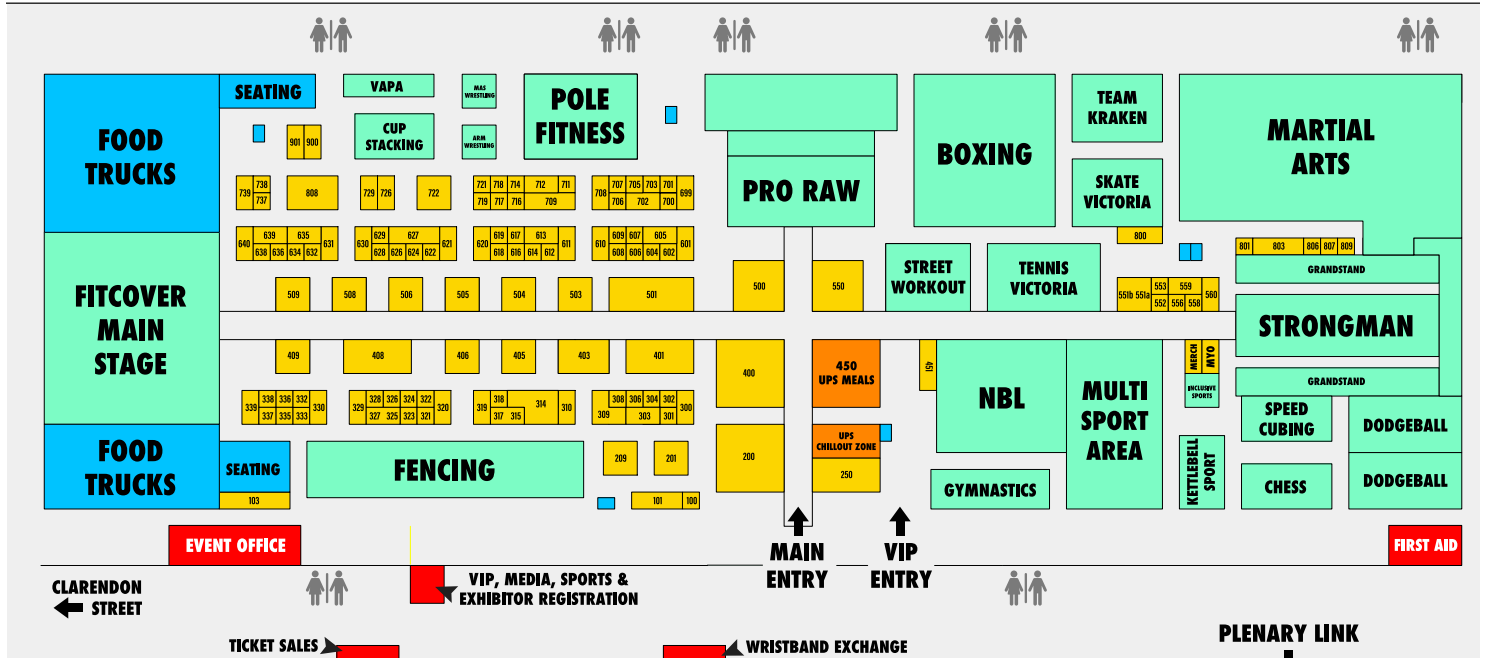 FOOD
TRUCKS
SEATING
VAPA
MAS
WRESTLING
POLE
FITNESS
CUP
STACKING
ARM
WRESTLING
901 900
PRO RAW
BOXING
TEAM
KRAKEN
SKATE
VICTORIA
MARTIAL
ARTS
739 738
737
808
729 726
722
721 718 714 712 711
719 717 716 709
708 707 705 703 701 699
706 702 700
800
640 639 635 631
638 636 634 632
630 629 627 621
628 626 624 622
620 619 617 613 611
618 616 614 612
610 609 607 605 601
608 606 604 602
801 803 806 807 809
GRANDSTAND
FITCOVER
MAIN
STAGE
509
508
506
505
504
503
501
500
550
STREET
WORKOUT
TENNIS
VICTORIA
551b 551a 553 559 560
552 556 558
STRONGMAN
409
408
406
405
403
401
400
450
UPS MEALS
451
NBL
MULTI
SPORT
AREA
MERCH
MYO
INCLUSIVE
SPORTS
GRANDSTAND
339 338 336 332 330
337 335 333
329 328 326 324 322 320
327 325 323 321
319 318 314 310
317 315
308 306 304 302 300
309 303 301
SPEED
CUBING
DODGEBALL
FOOD
TRUCKS
SEATING
103
FENCING
209
201
101 100
200
UPS
CHILLOUT ZONE
250
GYMNASTICS
KETTLEBELL
SPORT
CHESS
DODGEBALL
EVENT OFFICE
MAIN
ENTRY
VIP
ENTRY
FIRST AID
CLARENDON
STREET
VIP, MEDIA, SPORTS &
EXHIBITOR REGISTRATION
TICKET SALES
WRISTBAND EXCHANGE
PLENARY LINK